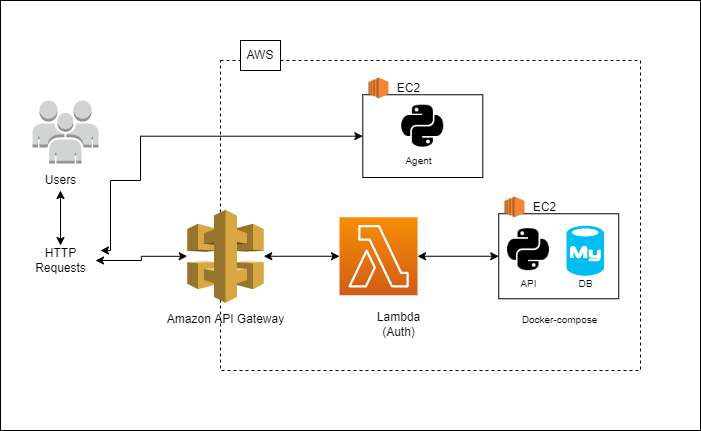 AWS
EC2
Agent
Users
HTTP
Requests
EC2
My
API
DB
Amazon API Gateway
Lambda
(Auth)
Docker-compose